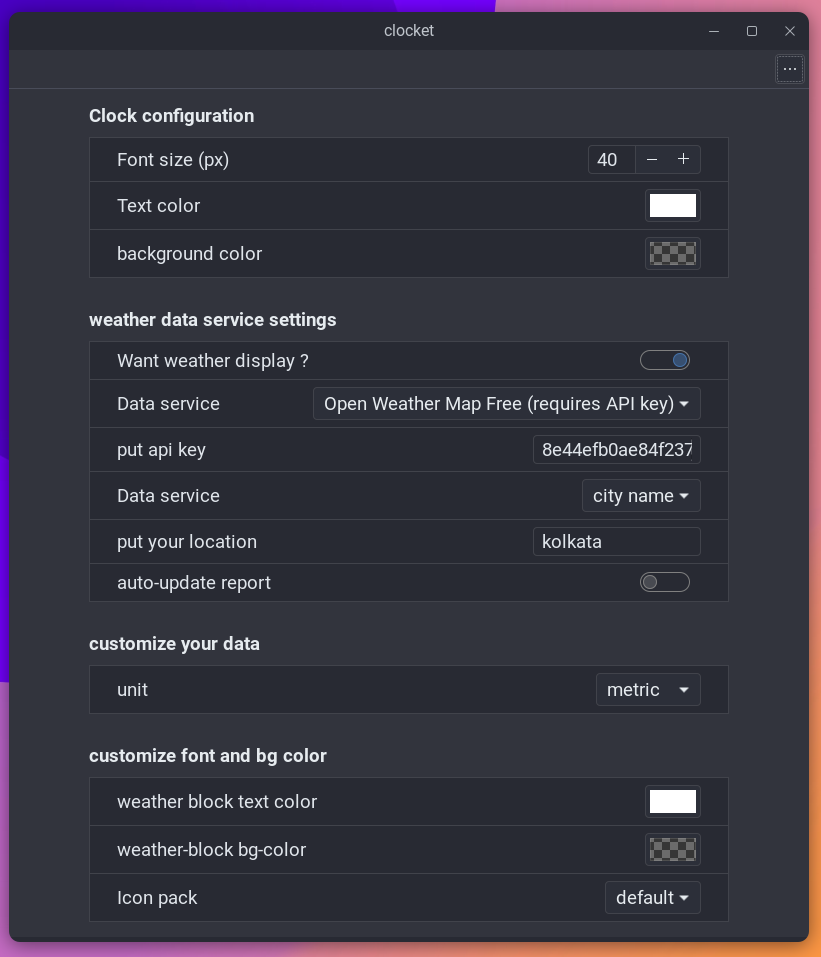 clocket
...
Clock configuration
Font size (px) 40 − +
Text color
background color
weather data service settings
Want weather display ?
Data service Open Weather Map Free (requires API key)
put api key 8e44efb0ae84f237
Data service city name
put your location kolkata
auto-update report
customize your data
unit metric
customize font and bg color
weather block text color
weather-block bg-color
Icon pack default